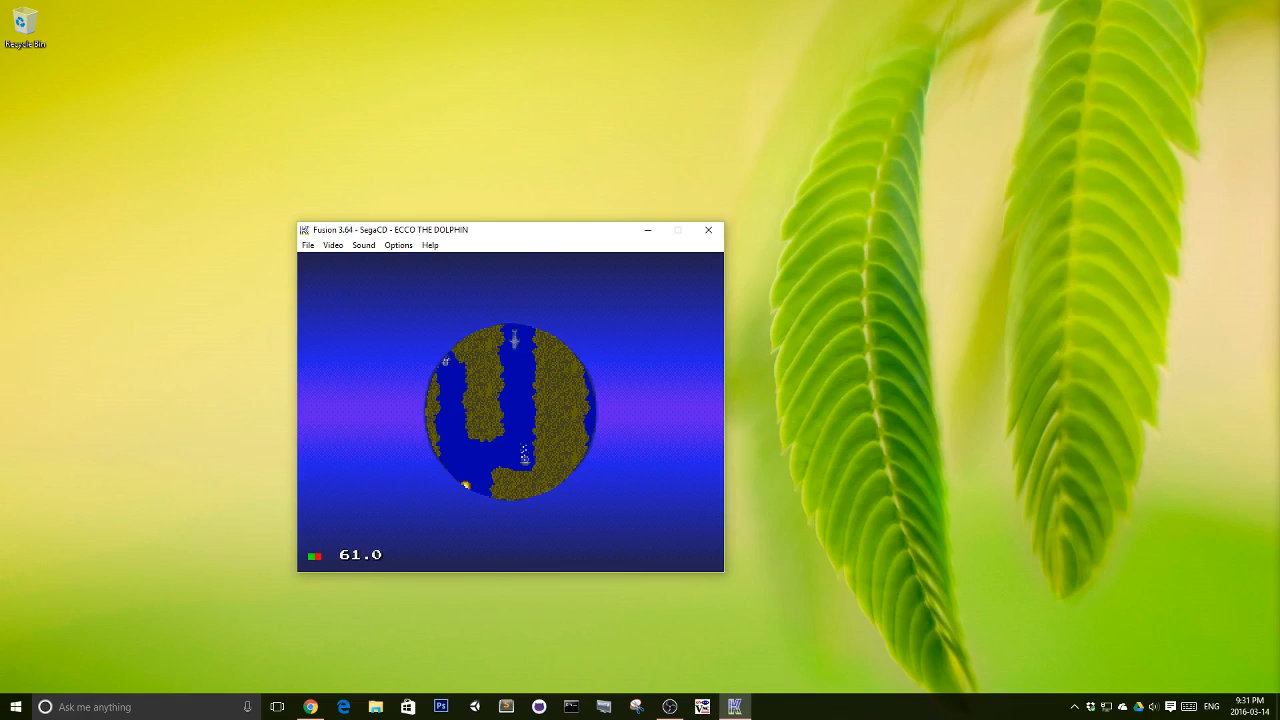 Recycle Bin
Fusion 3.64 - SegaCD - ECCO THE DOLPHIN
File Video Sound Options Help
61.0
Ask me anything
Ps
ENG
9:31 PM
2016-03-14